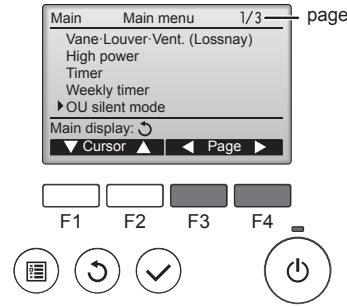 Main Main menu 1/3 page
Vane·Louver·Vent. (Lossnay)
High power
Timer
Weekly timer
OU silent mode
Main display:
Cursor Page
F1 F2 F3 F4